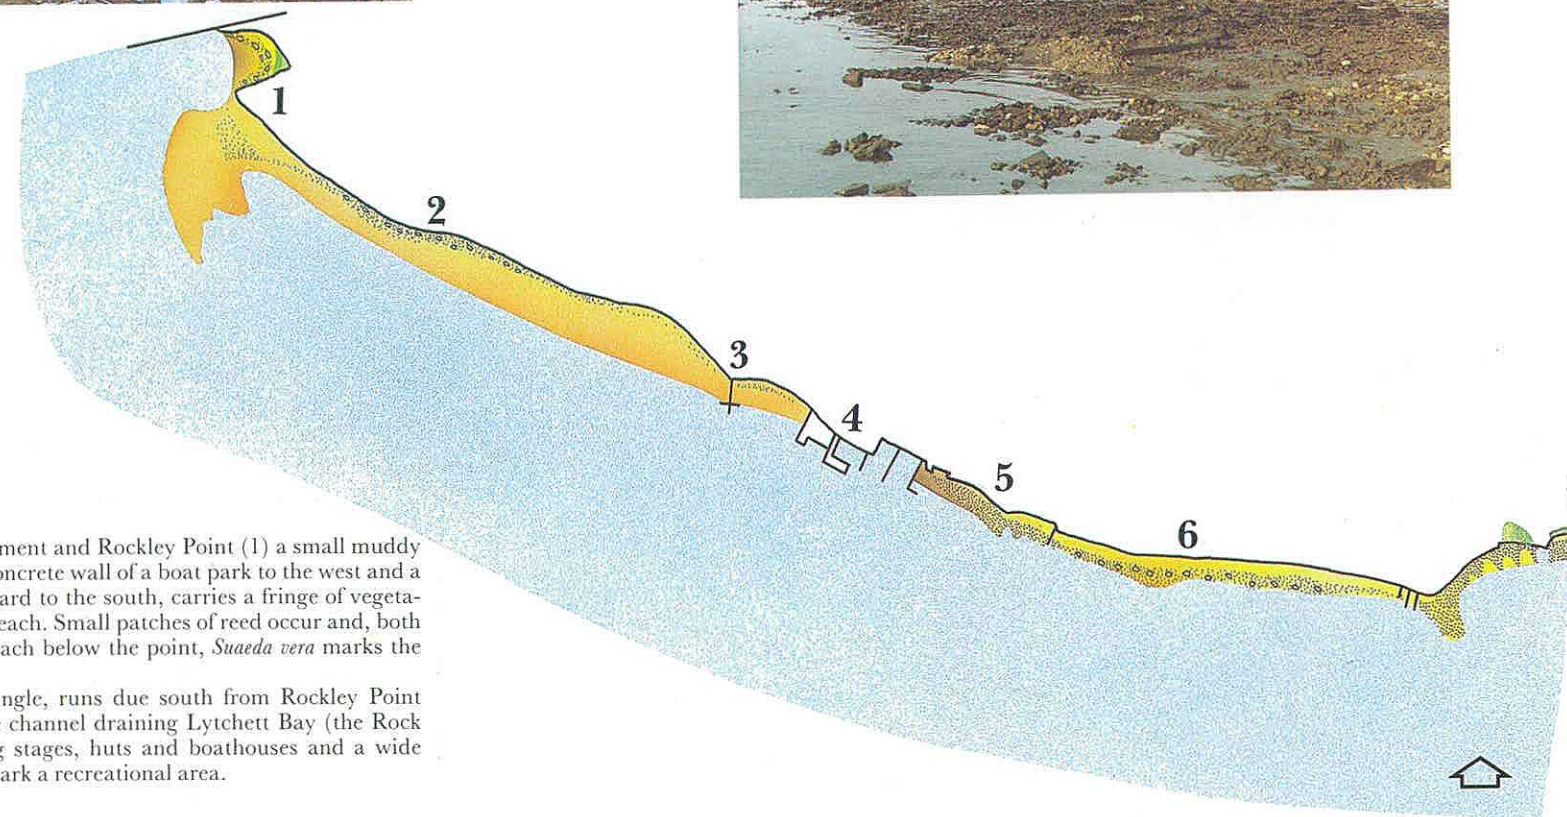 1
2
3
4
5
6
ment and Rockley Point (1) a small muddy
oncrete wall of a boat park to the west and a
ard to the south, carries a fringe of vegeta-
each. Small patches of reed occur and, both
ach below the point, Suaeda vera marks the
ngle, runs due south from Rockley Point
channel draining Lytchett Bay (the Rock
g stages, huts and boathouses and a wide
ark a recreational area.